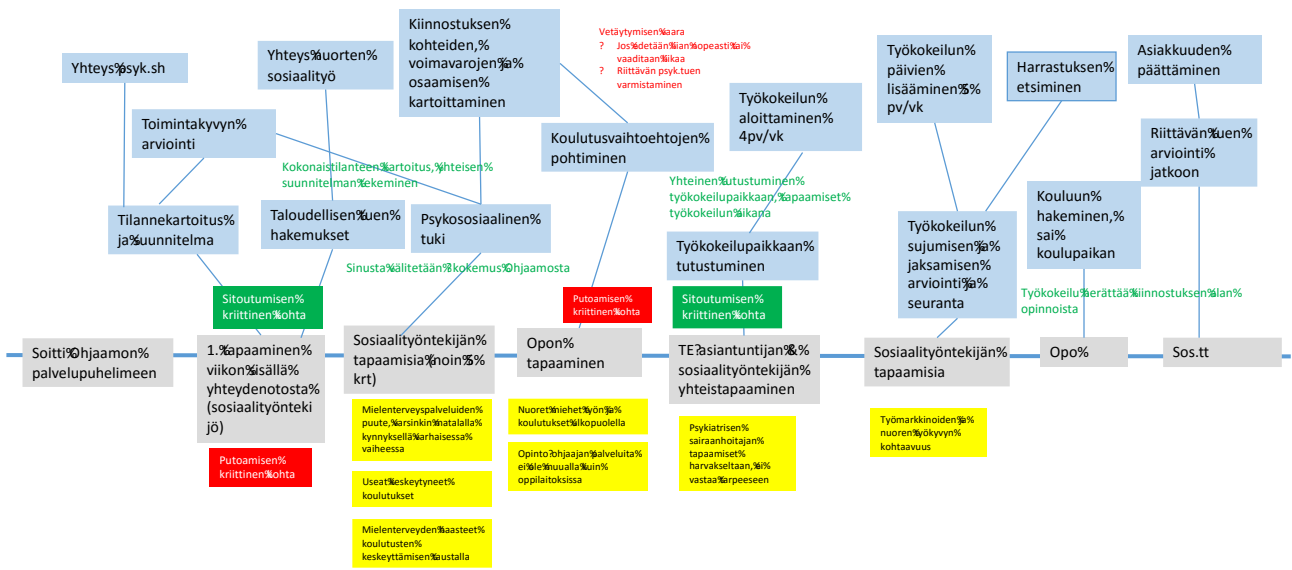 Yhteys%psyk.sh
Yhteys%nuorten%
sosiaalityö
Kiinnostuksen%
kohteiden,%
voimavarojen%ja%
osaamisen%
kartoittaminen
Vetäytymisen%vaara
? Jos%edetään%liian%nopeasti%tai%
vaaditaan%liikaa
? Riittävän psyk.tuen
varmistaminen
Työkokeilun%
päivien%
lisääminen%5%
pv/vk
Harrastuksen%
etsiminen
Asiakkuuden%
päättäminen
Toimintakyvyn%
arviointi
Koulutusvaihtoehtojen%
pohtiminen
Työkokeilun%
aloittaminen%
4pv/vk
Riittävän%tuen%
arviointi%
jatkoon
Kokonaistilanteen%kartoitus,%yhteisen%
suunnitelman%tekeminen
Yhteinen%tutustuminen%
työkokeilupaikkaan,%tapaamiset%
työkokeilun%aikana
Tilannekartoitus%
ja%suunnitelma
Taloudellisen%tuen%
hakemukset
Psykososiaalinen%
tuki
Työkokeilupaikkaan%
tutustuminen
Työkokeilun%
sujumisen%ja%
jaksamisen%
arviointi%ja%
seuranta
Kouluun%
hakeminen,%
sai%
koulupaikan
Sinusta%välitetään%?kokemus%Ohjaamosta
Työkokeilu%herättää%kiinnostuksen%alan%
opinnoista
Sitoutumisen%
kriittinen%kohta
Putoamisen%
kriittinen%kohta
Sitoutumisen%
kriittinen%kohta
Soitti%Ohjaamon%
palvelupuhelimeen
1.%tapaaminen%
viikon%sisällä%
yhteydenotosta%
(sosiaalityönteki
jö)
Sosiaalityöntekijän%
tapaamisia%(noin%5%
krt)
Opon%
tapaaminen
TE?asiantuntijan%&%
sosiaalityöntekijän%
yhteistapaaminen
Sosiaalityöntekijän%
tapaamisia
Opo%
Sos.tt
Putoamisen%
kriittinen%kohta
Mielenterveyspalveluiden%
puute,%varsinkin%matalalla%
kynnyksellä%varhaisessa%
vaiheessa
Useat%keskeytyneet%
koulutukset
Mielenterveyden%haasteet%
koulutusten%
keskeyttämisen%taustalla
Nuoret%miehet%työn%ja%
koulutukset%ulkopuolella
Opinto?ohjaajan%palveluita%
ei%ole%muualla%kuin%
oppilaitoksissa
Psykiatrisen%
sairaanhoitajan%
tapaamiset%
harvakseltaan,%ei%
vastaa%tarpeeseen
Työmarkkinoiden%ja%
nuoren%työkyvyn%
kohtaavuus